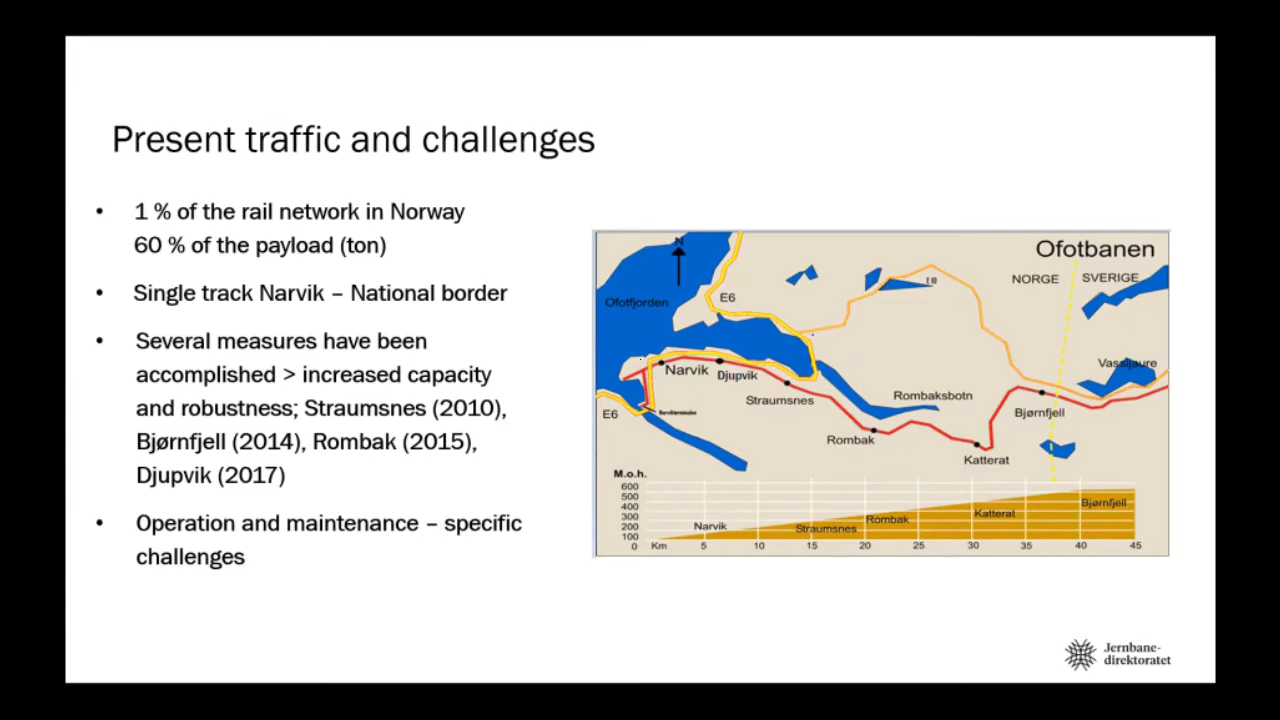 Present traffic and challenges
• 1 % of the rail network in Norway
60 % of the payload (ton)
• Single track Narvik – National border
• Several measures have been
accomplished > increased capacity
and robustness; Straumsnes (2010),
Bjørnfjell (2014), Rombak (2015),
Djupvik (2017)
• Operation and maintenance – specific
challenges
Ofotbanen
N
NORGE
SVERIGE
E 10
Ofotfjorden
E6
Vassijaure
Narvik
Djupvik
Straumsnes
Rombaksbotn
E6
Bjørnfjell
Rombak
Katterat
M.o.h.
600
500
400
300
200
100
0
Narvik
Straumsnes
Rombak
Katterat
Bjørnfjell
Km 5 10 15 20 25 30 35 40 45
Jernbane-
direktoratet